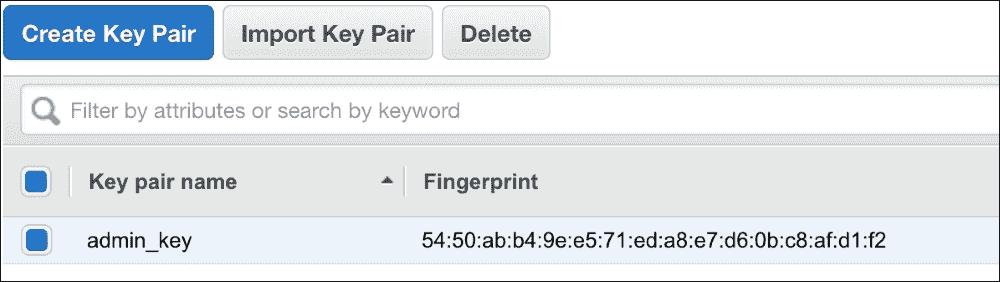 Create Key Pair Import Key Pair Delete
Filter by attributes or search by keyword
Key pair name Fingerprint
admin_key 54:50:ab:b4:9e:e5:71:ed:a8:e7:d6:0b:c8:af:d1:f2